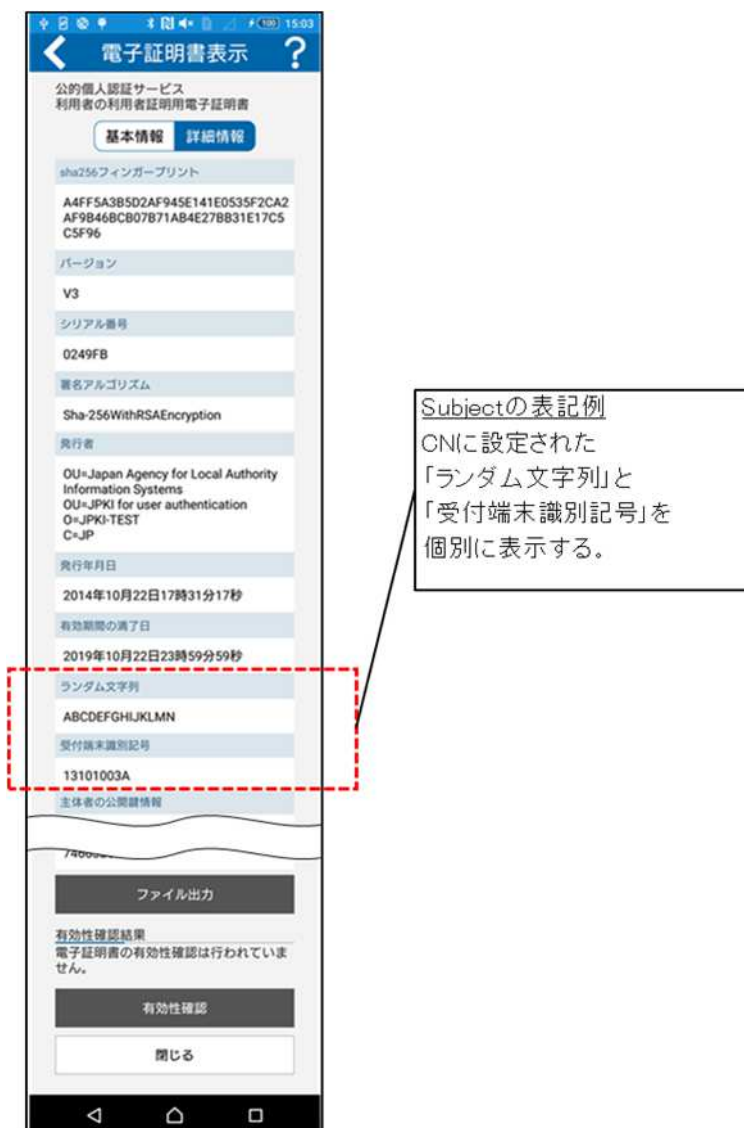 100 15:03
電子証明書表示 ?
公的個人認証サービス
利用者の利用者証明用電子証明書
基本情報 詳細情報
sha256フィンガープリント
A4FF5A3B5D2AF945E141E0535F2CA2
AF9B46BCB07B71AB4E27BB31E17C5
C5F96
バージョン
V3
シリアル番号
0249FB
署名アルゴリズム
Sha-256WithRSAEncryption
発行者
OU=Japan Agency for Local Authority
Information Systems
OU=JPKI for user authentication
O=JPKI-TEST
C=JP
発行年月日
2014年10月22日17時31分17秒
有効期間の満了日
2019年10月22日23時59分59秒
ランダム文字列
ABCDEFGHIJKLMN
受付端末識別記号
13101003A
主体者の公開鍵情報
ファイル出力
有効性確認結果
電子証明書の有効性確認は行われていま
せん。
有効性確認
閉じる
Subjectの表記例
CNに設定された
「ランダム文字列」と
「受付端末識別記号」を
個別に表示する。